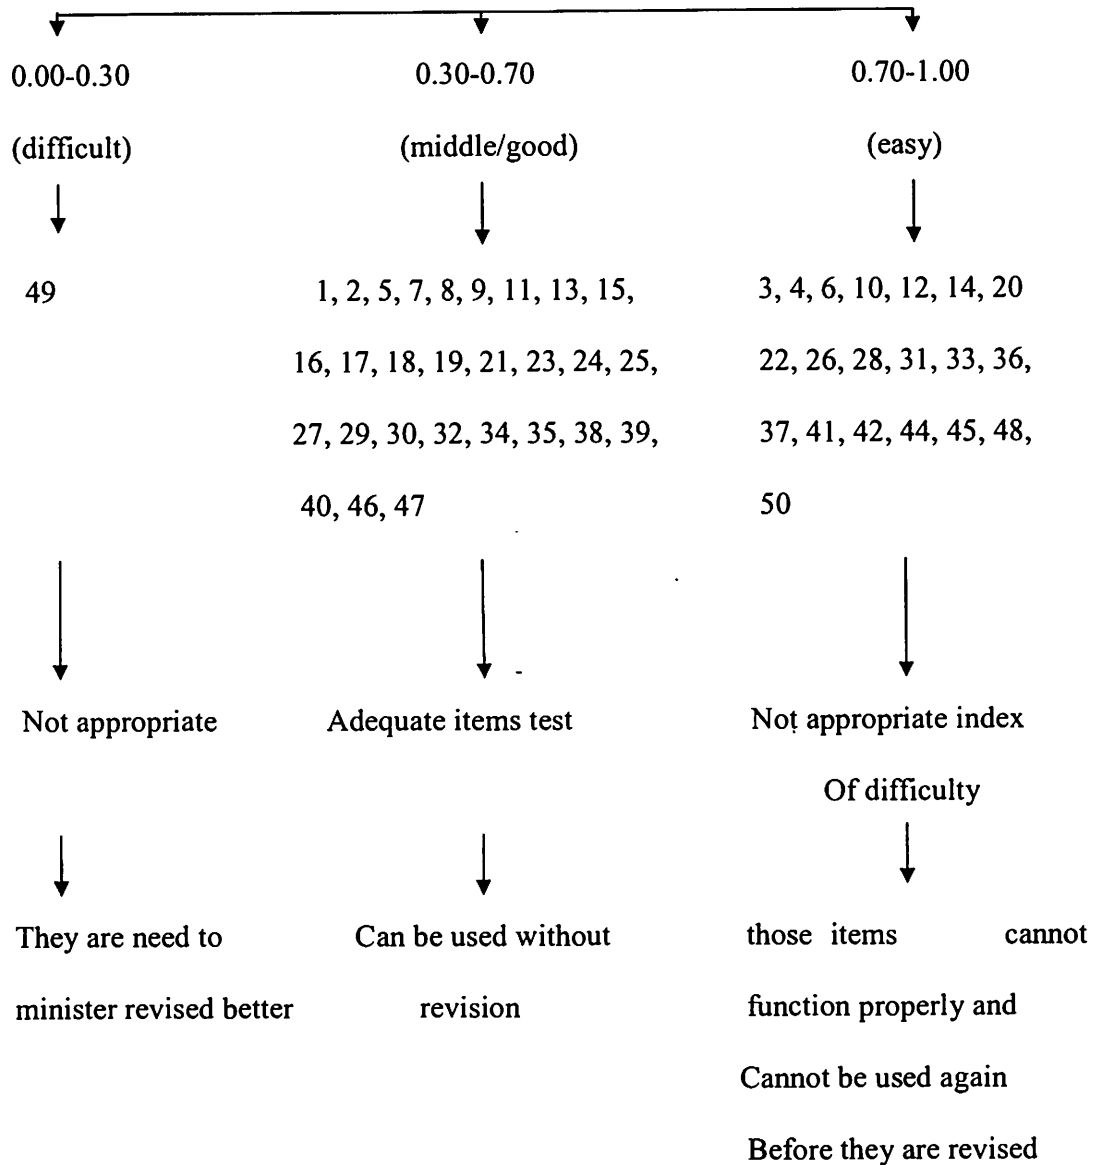 0.00-0.30 0.30-0.70 0.70-1.00
(difficult) (middle/good) (easy)
49 1, 2, 5, 7, 8, 9, 11, 13, 15, 3, 4, 6, 10, 12, 14, 20
16, 17, 18, 19, 21, 23, 24, 25, 22, 26, 28, 31, 33, 36,
27, 29, 30, 32, 34, 35, 38, 39, 37, 41, 42, 44, 45, 48,
40, 46, 47 50
Not appropriate Adequate items test Not appropriate index
Of difficulty
They are need to Can be used without those items cannot
minister revised better revision function properly and
Cannot be used again
Before they are revised